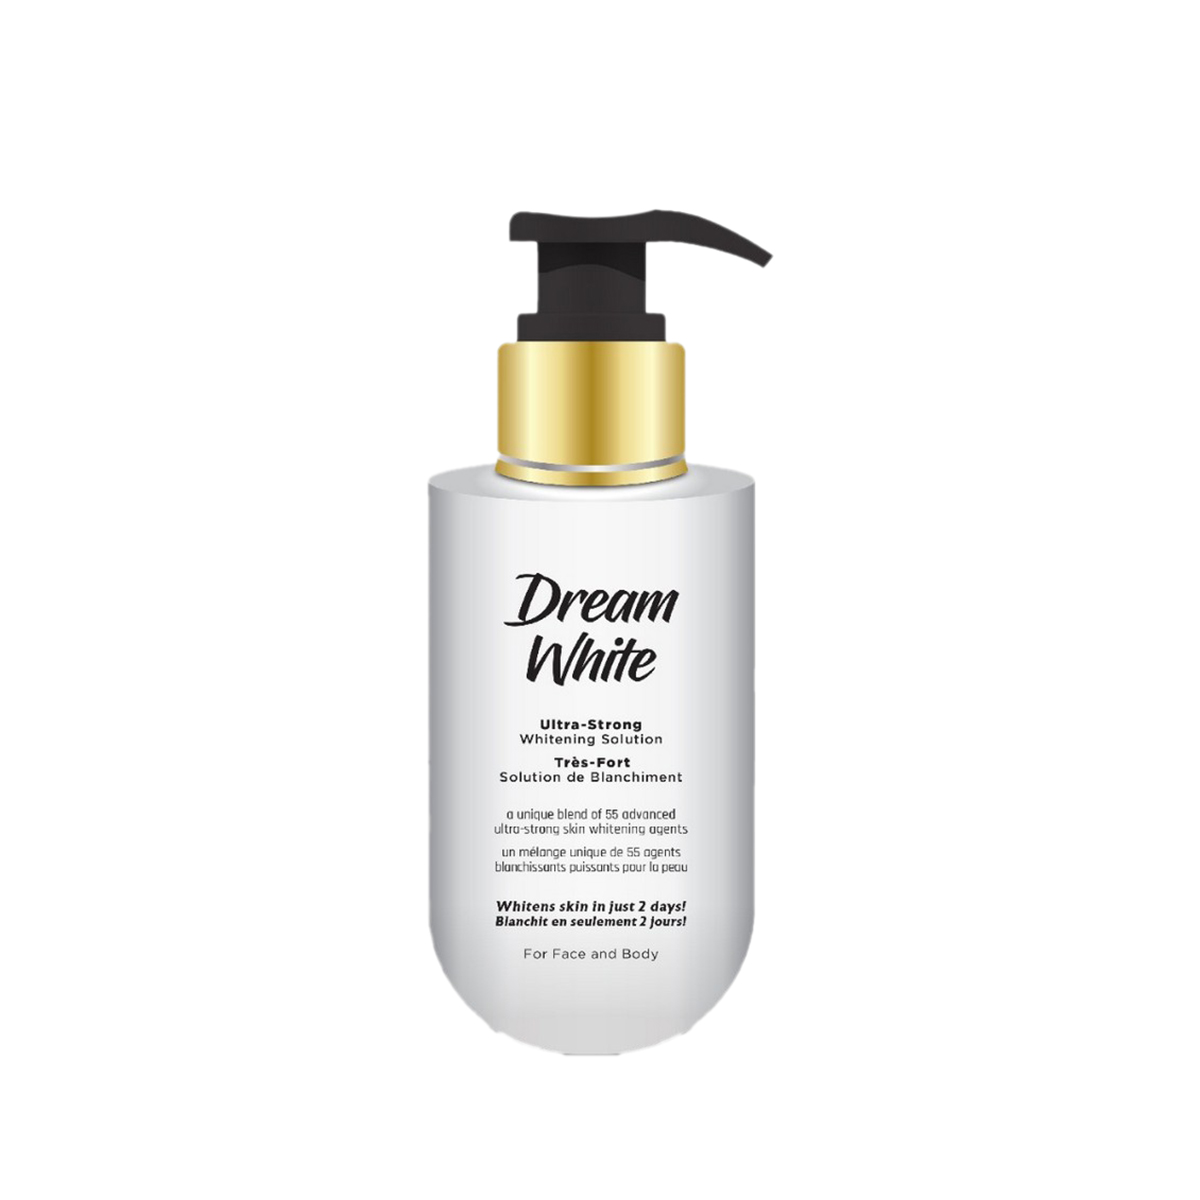 Dream
White
Ultra-Strong
Whitening Solution
Très-Fort
Solution de Blanchiment
a unique blend of 55 advanced
ultra-strong skin whitening agents
un mélange unique de 55 agents
blanchissants puissants pour la peau
Whitens skin in just 2 days!
Blanchit en seulement 2 jours!
For Face and Body